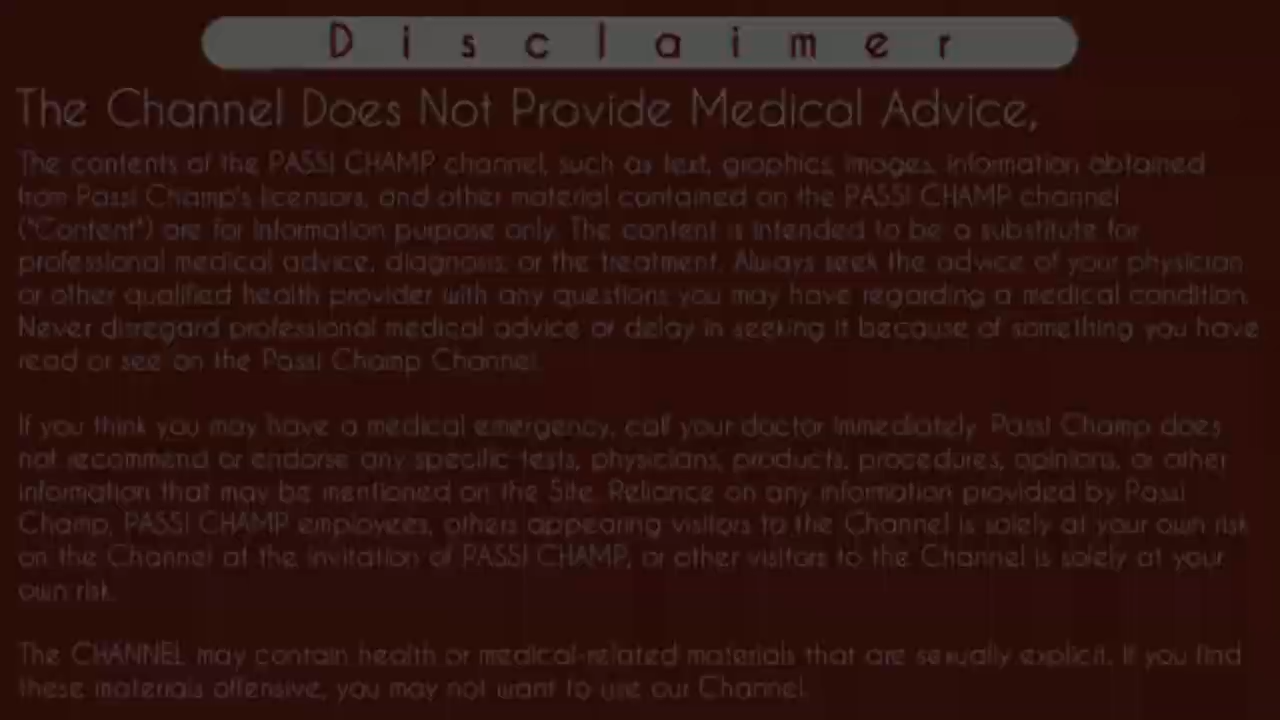 Disclaimer
The Channel Does Not Provide Medical Advice,
The contents of the PASSI CHAMP channel, such as text, graphics, images, information obtained
from Passi Champ's licensors, and other material contained on the PASSI CHAMP channel
("Content") are for information purpose only. The content is intended to be a substitute for
professional medical advice, diagnosis, or the treatment. Always seek the advice of your physician
or other qualified health provider with any questions you may have regarding a medical condition.
Never disregard professional medical advice or delay in seeking it because of something you have
read or see on the Passi Champ Channel.
If you think you may have a medical emergency, call your doctor immediately. Passi Champ does
not recommend or endorse any specific tests, physicians, products, procedures, opinions, or other
information that may be mentioned on the Site. Reliance on any information provided by Passi
Champ, PASSI CHAMP employees, others appearing visitors to the Channel is solely at your own risk
on the Channel at the invitation of PASSI CHAMP, or other visitors to the Channel is solely at your
own risk.
The CHANNEL may contain health or medical-related materials that are sexually explicit. If you find
these materials offensive, you may not want to use our Channel.